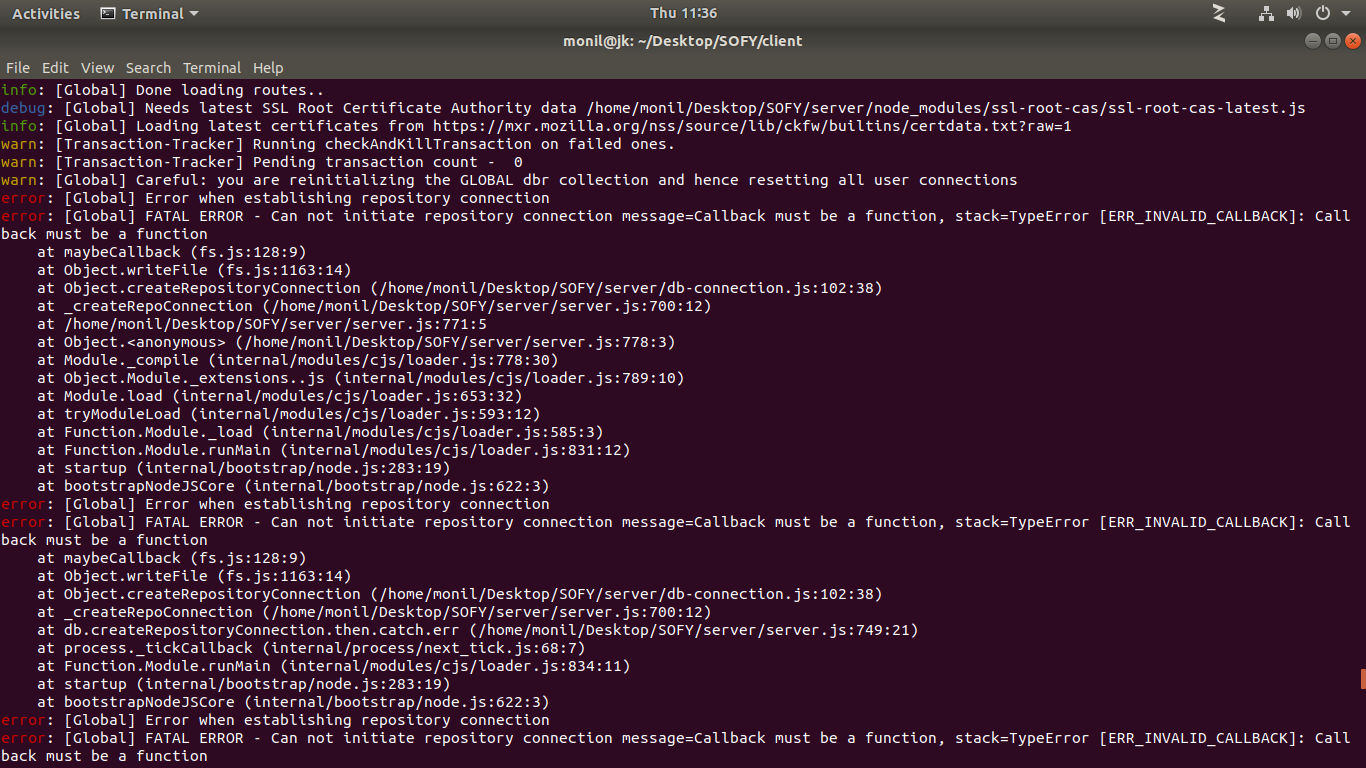 Activities Terminal Thu 11:36
monil@jk: ~/Desktop/SOFY/client
File Edit View Search Terminal Help
info: [Global] Done loading routes..
debug: [Global] Needs latest SSL Root Certificate Authority data /home/monil/Desktop/SOFY/server/node_modules/ssl-root-cas/ssl-root-cas-latest.js
info: [Global] Loading latest certificates from https://mxr.mozilla.org/nss/source/lib/ckfw/builtins/certdata.txt?raw=1
warn: [Transaction-Tracker] Running checkAndKillTransaction on failed ones.
warn: [Transaction-Tracker] Pending transaction count -  0
warn: [Global] Careful: you are reinitializing the GLOBAL dbr collection and hence resetting all user connections
error: [Global] Error when establishing repository connection
error: [Global] FATAL ERROR - Can not initiate repository connection message=Callback must be a function, stack=TypeError [ERR_INVALID_CALLBACK]: Call
back must be a function
    at maybeCallback (fs.js:128:9)
    at Object.writeFile (fs.js:1163:14)
    at Object.createRepositoryConnection (/home/monil/Desktop/SOFY/server/db-connection.js:102:38)
    at _createRepoConnection (/home/monil/Desktop/SOFY/server/server.js:700:12)
    at /home/monil/Desktop/SOFY/server/server.js:771:5
    at Object.<anonymous> (/home/monil/Desktop/SOFY/server/server.js:778:3)
    at Module._compile (internal/modules/cjs/loader.js:778:30)
    at Object.Module._extensions..js (internal/modules/cjs/loader.js:789:10)
    at Module.load (internal/modules/cjs/loader.js:653:32)
    at tryModuleLoad (internal/modules/cjs/loader.js:593:12)
    at Function.Module._load (internal/modules/cjs/loader.js:585:3)
    at Function.Module.runMain (internal/modules/cjs/loader.js:831:12)
    at startup (internal/bootstrap/node.js:283:19)
    at bootstrapNodeJSCore (internal/bootstrap/node.js:622:3)
error: [Global] Error when establishing repository connection
error: [Global] FATAL ERROR - Can not initiate repository connection message=Callback must be a function, stack=TypeError [ERR_INVALID_CALLBACK]: Call
back must be a function
    at maybeCallback (fs.js:128:9)
    at Object.writeFile (fs.js:1163:14)
    at Object.createRepositoryConnection (/home/monil/Desktop/SOFY/server/db-connection.js:102:38)
    at _createRepoConnection (/home/monil/Desktop/SOFY/server/server.js:700:12)
    at db.createRepositoryConnection.then.catch.err (/home/monil/Desktop/SOFY/server/server.js:749:21)
    at process._tickCallback (internal/process/next_tick.js:68:7)
    at Function.Module.runMain (internal/modules/cjs/loader.js:834:11)
    at startup (internal/bootstrap/node.js:283:19)
    at bootstrapNodeJSCore (internal/bootstrap/node.js:622:3)
error: [Global] Error when establishing repository connection
error: [Global] FATAL ERROR - Can not initiate repository connection message=Callback must be a function, stack=TypeError [ERR_INVALID_CALLBACK]: Call
back must be a function